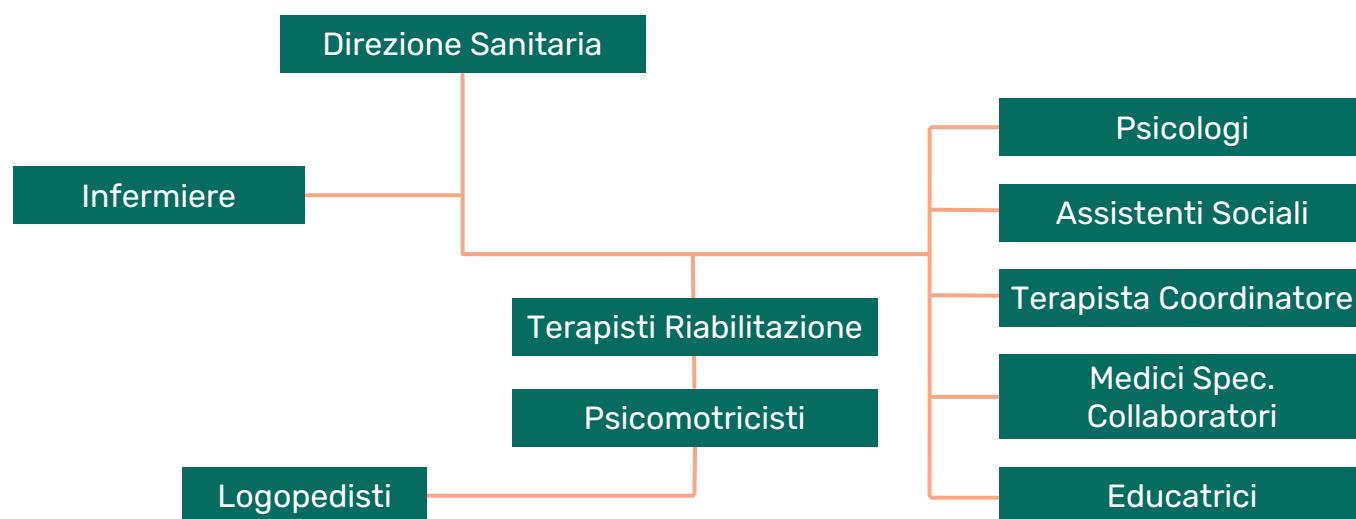 Direzione Sanitaria
Psicologi
Infermiere
Assistenti Sociali
Terapista Coordinatore
Terapisti Riabilitazione
Medici Spec.
Collaboratori
Psicomotricisti
Logopedisti
Educatrici